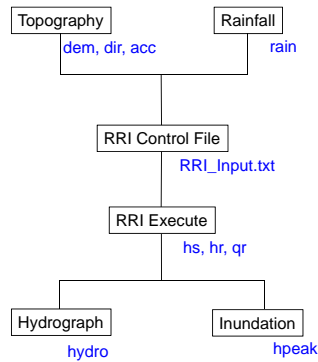 Topography
Rainfall
dem, dir, acc
rain
RRI Control File
RRI_Input.txt
RRI Execute
hs, hr, qr
Hydrograph
Inundation
hydro
hpeak